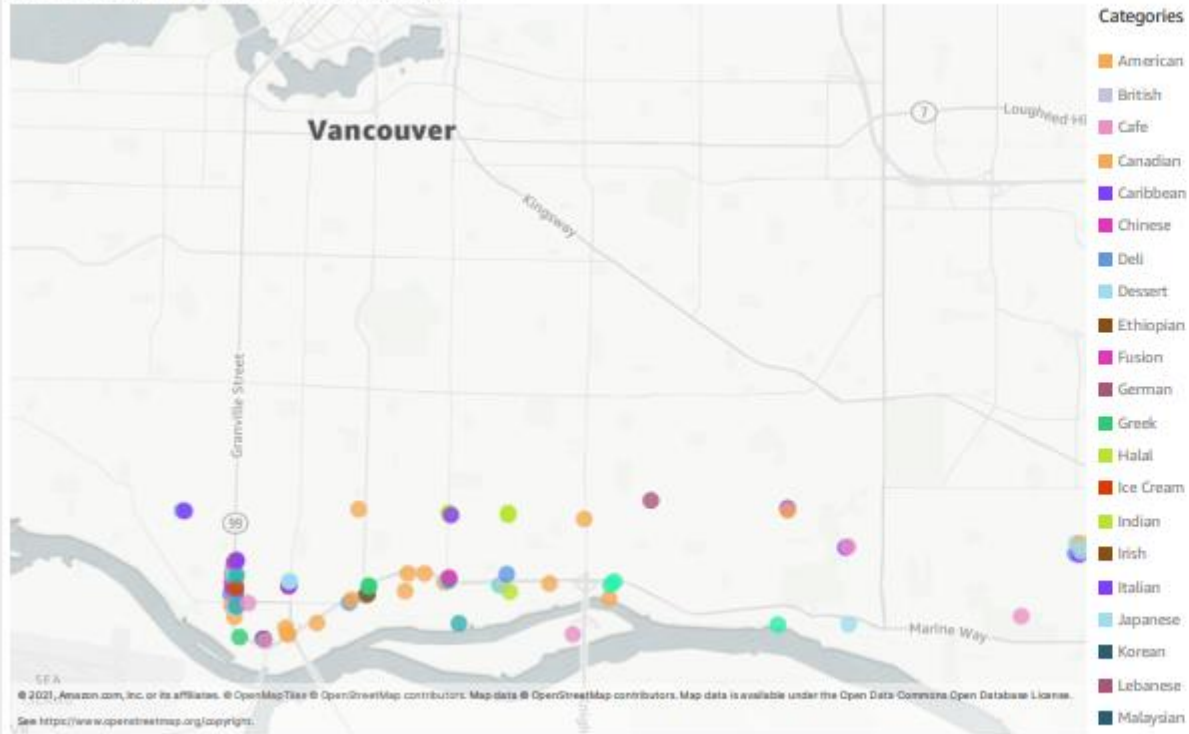 Categories
American
British
Cafe
Canadian
Caribbean
Chinese
Deli
Dessert
Ethiopian
Fusion
German
Greek
Halal
Ice Cream
Indian
Irish
Italian
Japanese
Korean
Lebanese
Malaysian
7
Lougheed Hi
Vancouver
Kingsway
Granville Street
99
Marine Way
SEA
© 2021, Amazon.com, Inc. or its affiliates. © OpenMapTiles © OpenStreetMap contributors. Map data © OpenStreetMap contributors. Map data is available under the Open Data Commons Open Database License.
See https://www.openstreetmap.org/copyright.